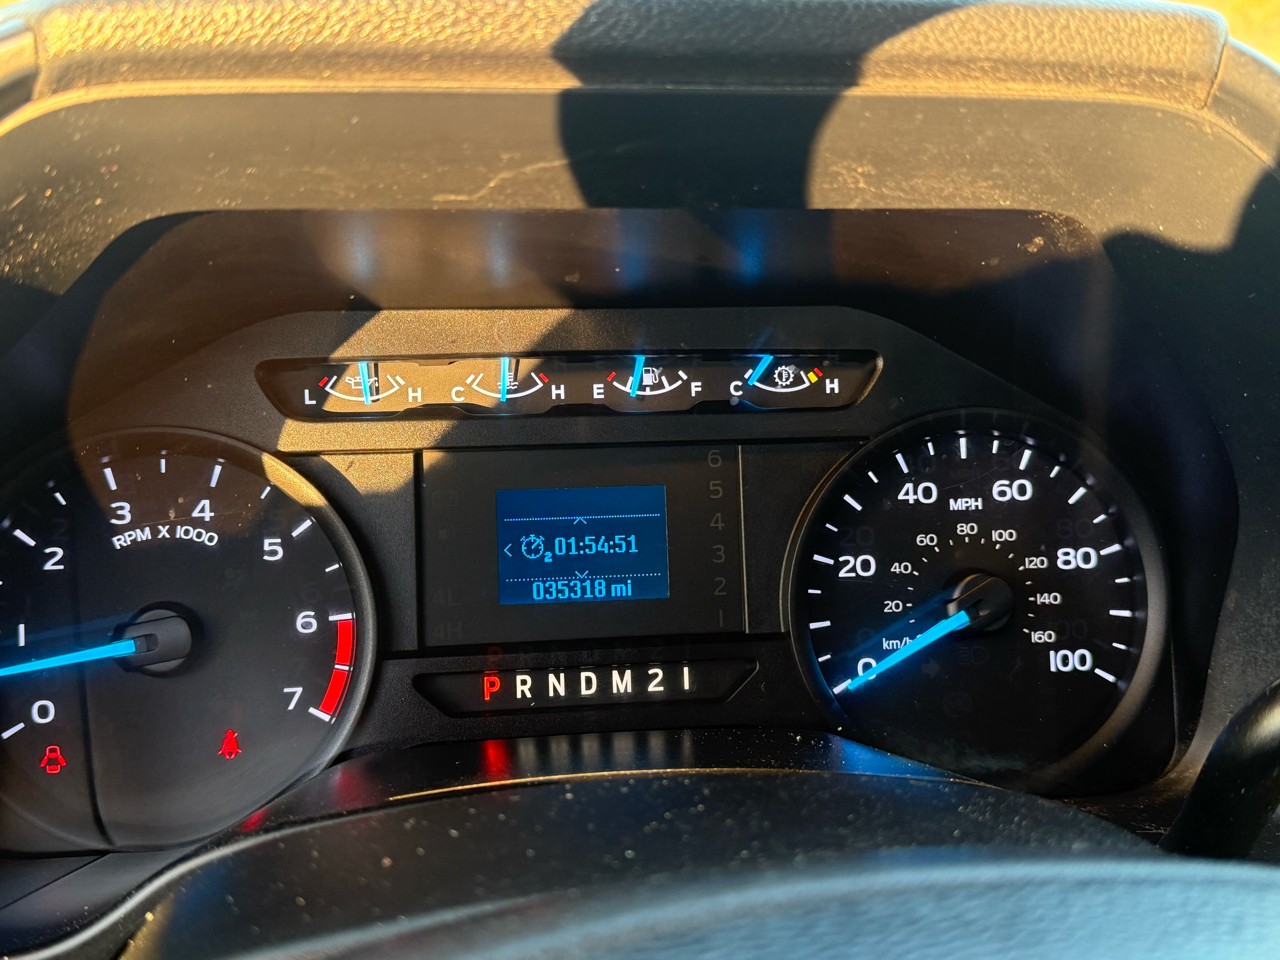 L H C H E F C H
6
5
4
3
2
1
2 01:54:51
035318 mi
P R N D M 2 1
0 1 2 3 4 5 6 7
RPM X 1000
0 20 40 60 80 100
MPH
20 40 60 80 100 120 140 160
km/h